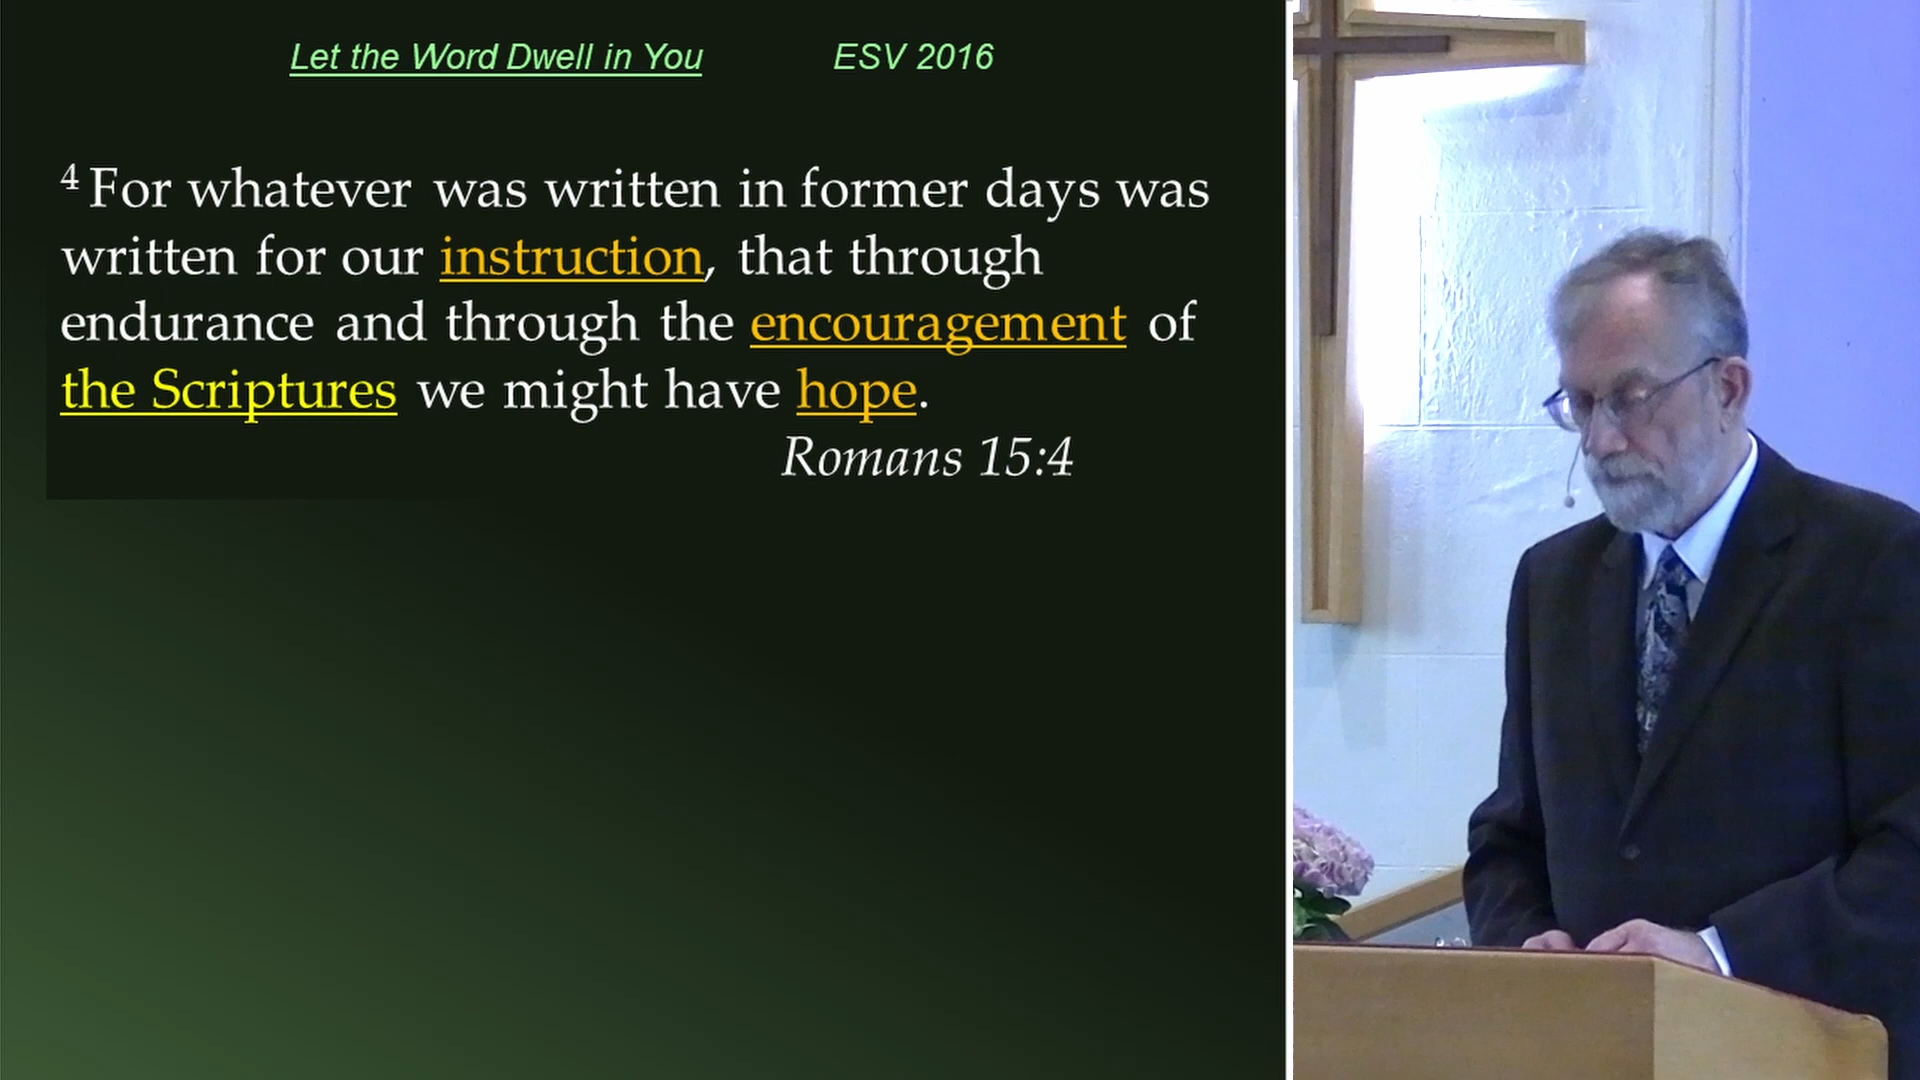 Let the Word Dwell in You ESV 2016
4 For whatever was written in former days was
written for our instruction, that through
endurance and through the encouragement of
the Scriptures we might have hope.
Romans 15:4